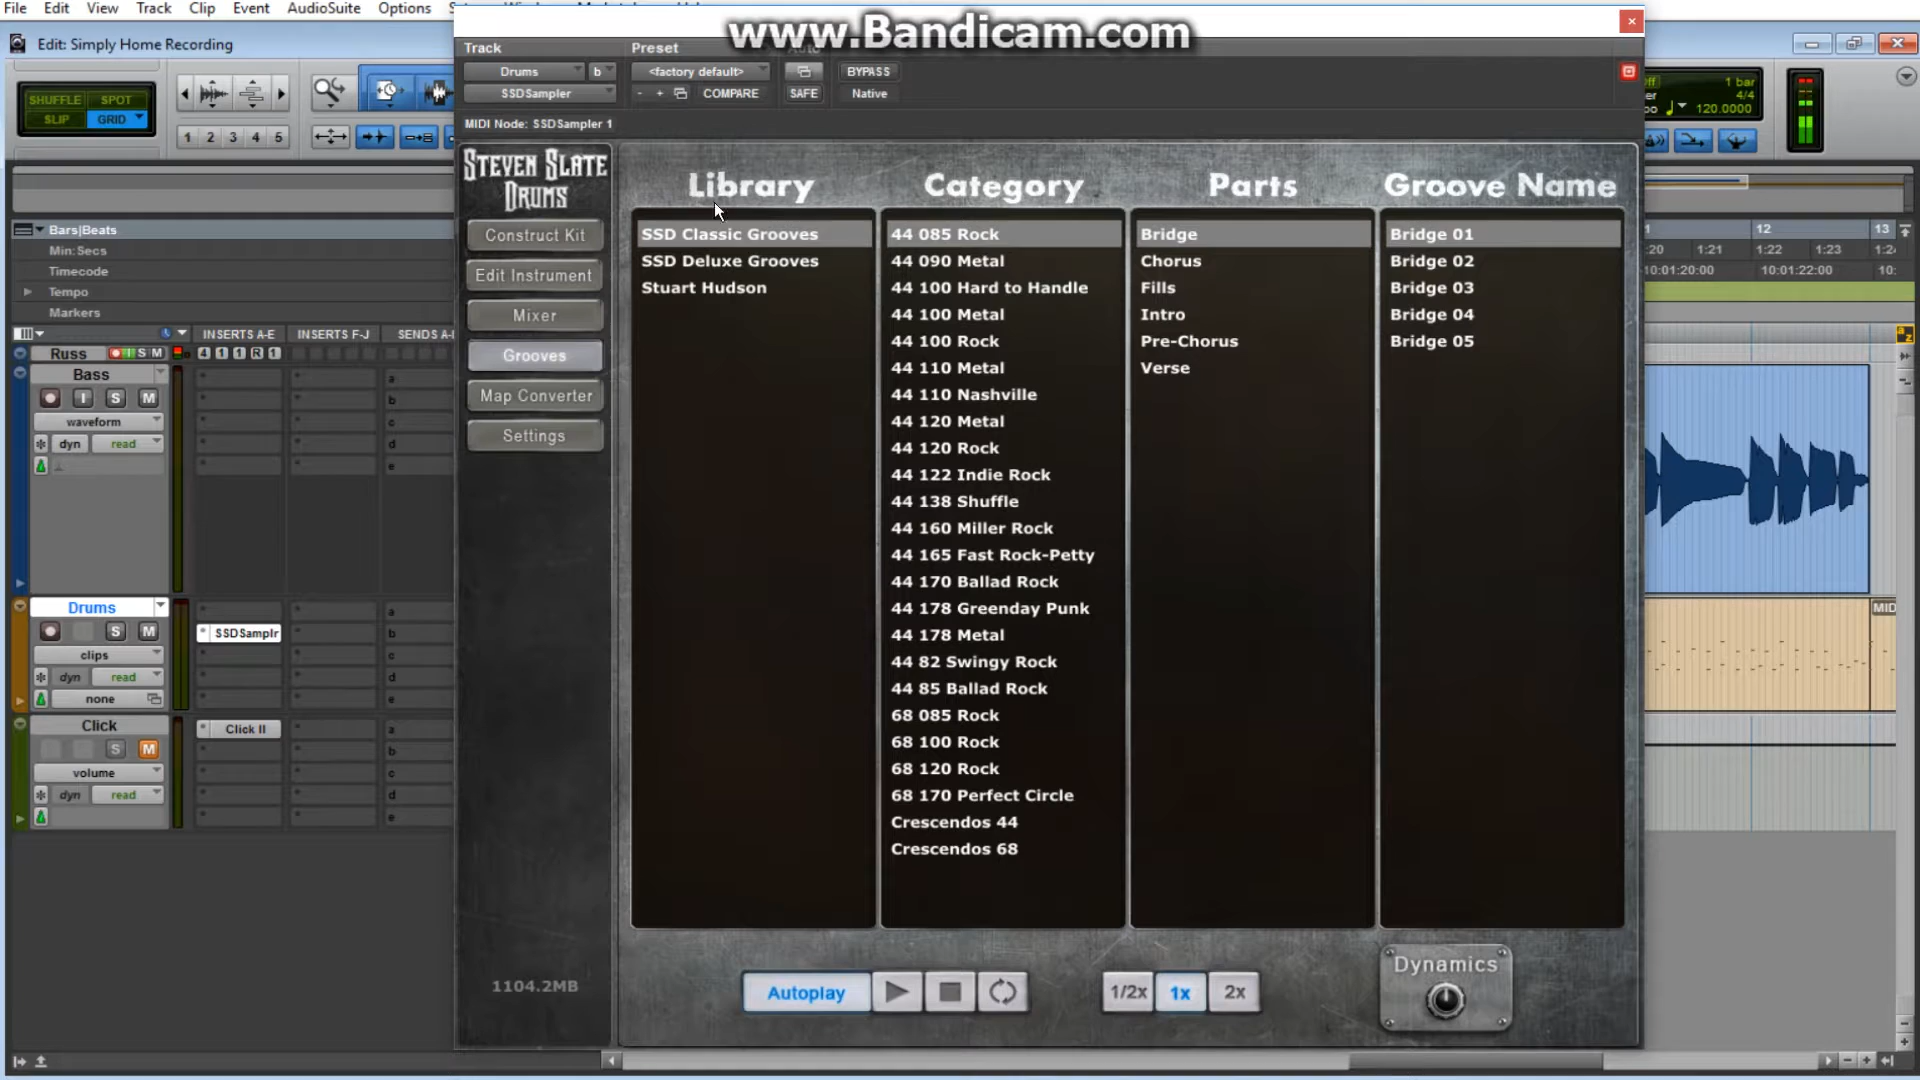 File Edit View Track Clip Event AudioSuite Options
www.Bandicam.com
Edit: Simply Home Recording
Track Preset Auto
Drums b <factory default> BYPASS
SSDSampler - + COMPARE SAFE Native
MIDI Node: SSDSampler 1
SHUFFLE SPOT
SLIP GRID
1 2 3 4 5
1 bar
4/4
120.0000
STEVEN SLATE
DRUMS
Construct Kit
Edit Instrument
Mixer
Grooves
Map Converter
Settings
1104.2MB
Library
SSD Classic Grooves
SSD Deluxe Grooves
Stuart Hudson
Category
44 085 Rock
44 090 Metal
44 100 Hard to Handle
44 100 Metal
44 100 Rock
44 110 Metal
44 110 Nashville
44 120 Metal
44 120 Rock
44 122 Indie Rock
44 138 Shuffle
44 160 Miller Rock
44 165 Fast Rock-Petty
44 170 Ballad Rock
44 178 Greenday Punk
44 178 Metal
44 82 Swingy Rock
44 85 Ballad Rock
68 085 Rock
68 100 Rock
68 120 Rock
68 170 Perfect Circle
Crescendos 44
Crescendos 68
Parts
Bridge
Chorus
Fills
Intro
Pre-Chorus
Verse
Groove Name
Bridge 01
Bridge 02
Bridge 03
Bridge 04
Bridge 05
Autoplay 1/2x 1x 2x
Dynamics
Bars|Beats
Min:Secs
Timecode
Tempo
Markers
12 13
1:20 1:21 1:22 1:23
10:01:20:00 10:01:22:00 10:
INSERTS A-E INSERTS F-J SENDS A-
Russ I S M 4 1 1 R 1
Bass
I S M
waveform
dyn read
a
b
c
d
e
Drums
S M SSDSamplr
clips
dyn read
none
a
b
c
d
e
MID
Click Click II
S M
volume
dyn read
a
b
c
d
e